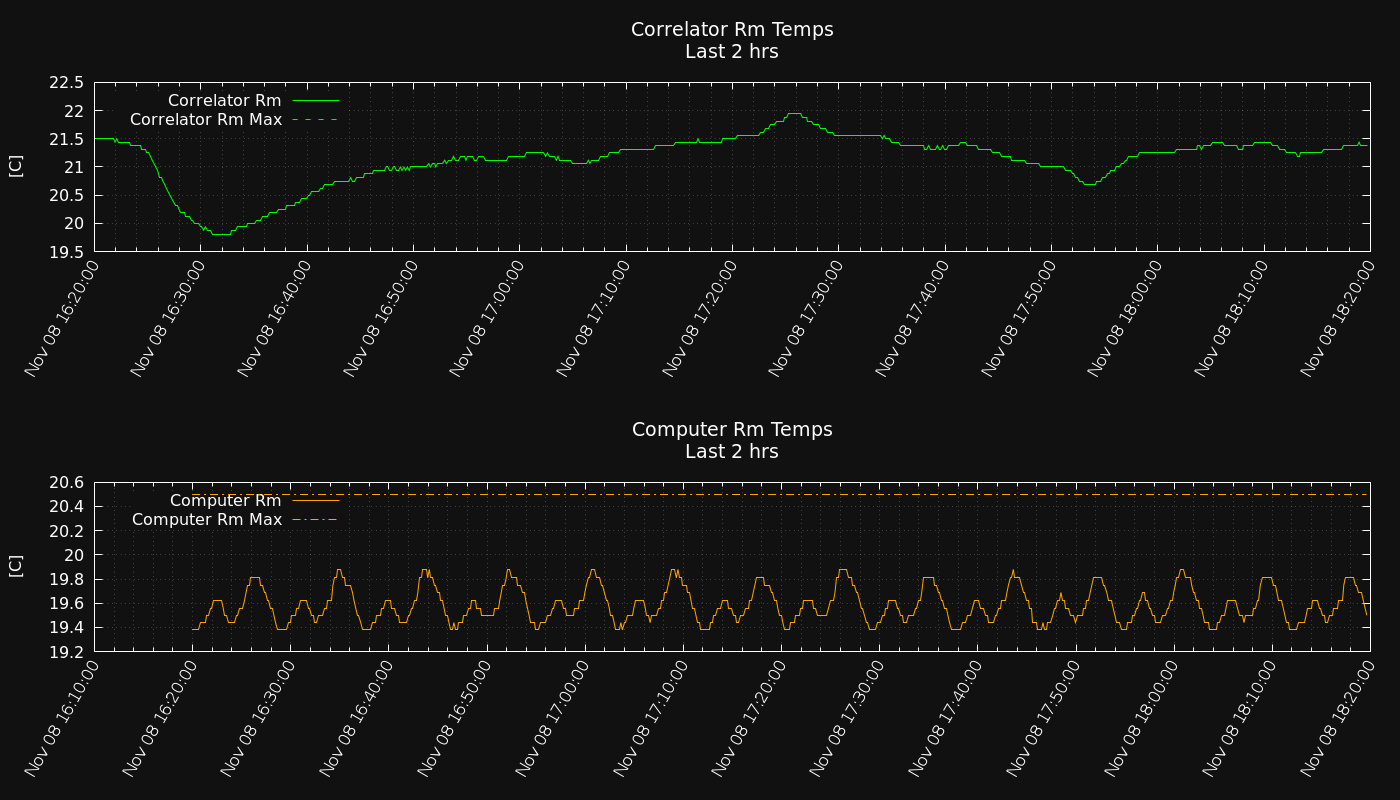 Correlator Rm Temps
Last 2 hrs
22.5
22
21.5
21
20.5
20
19.5
[C]
Correlator Rm
Correlator Rm Max
Nov 08 16:20:00
Nov 08 16:30:00
Nov 08 16:40:00
Nov 08 16:50:00
Nov 08 17:00:00
Nov 08 17:10:00
Nov 08 17:20:00
Nov 08 17:30:00
Nov 08 17:40:00
Nov 08 17:50:00
Nov 08 18:00:00
Nov 08 18:10:00
Nov 08 18:20:00
Computer Rm Temps
Last 2 hrs
20.6
20.4
20.2
20
19.8
19.6
19.4
19.2
[C]
Computer Rm
Computer Rm Max
Nov 08 16:10:00
Nov 08 16:20:00
Nov 08 16:30:00
Nov 08 16:40:00
Nov 08 16:50:00
Nov 08 17:00:00
Nov 08 17:10:00
Nov 08 17:20:00
Nov 08 17:30:00
Nov 08 17:40:00
Nov 08 17:50:00
Nov 08 18:00:00
Nov 08 18:10:00
Nov 08 18:20:00